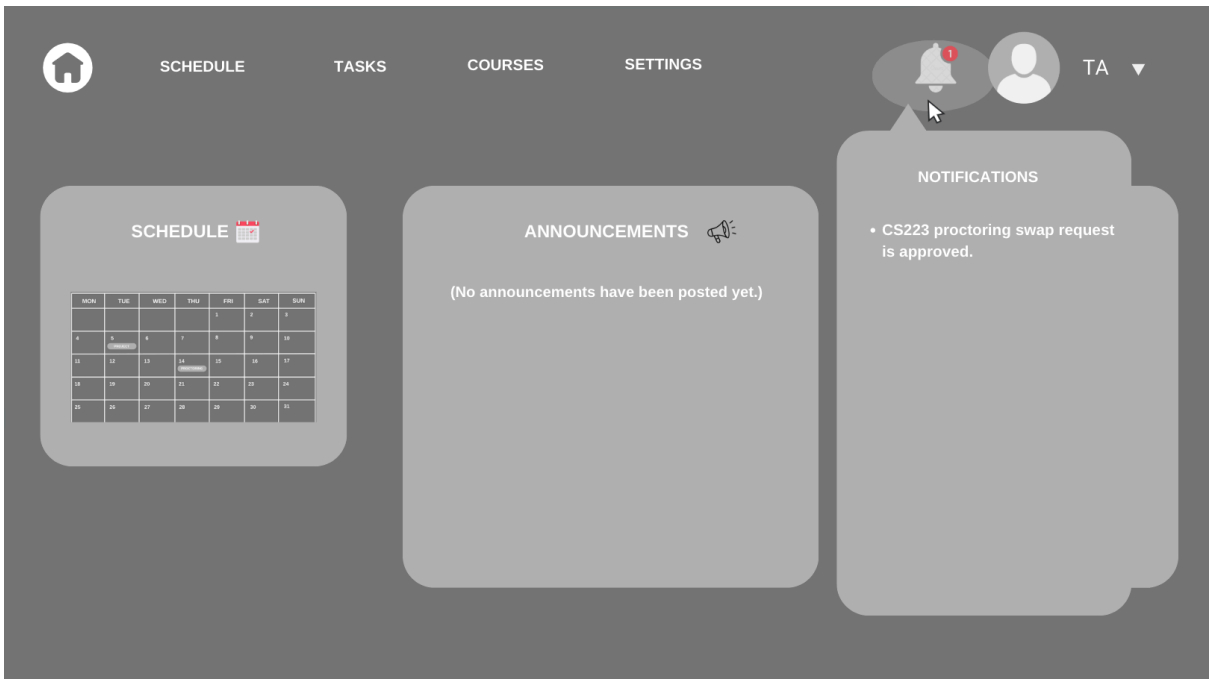 SCHEDULE TASKS COURSES SETTINGS 1 TA
NOTIFICATIONS
SCHEDULE
ANNOUNCEMENTS
• CS223 proctoring swap request
is approved.
(No announcements have been posted yet.)
MON TUE WED THU FRI SAT SUN
1 2 3
4 5 6 7 8 9 10
11 12 13 14 15 16 17
18 19 20 21 22 23 24
25 26 27 28 29 30 31